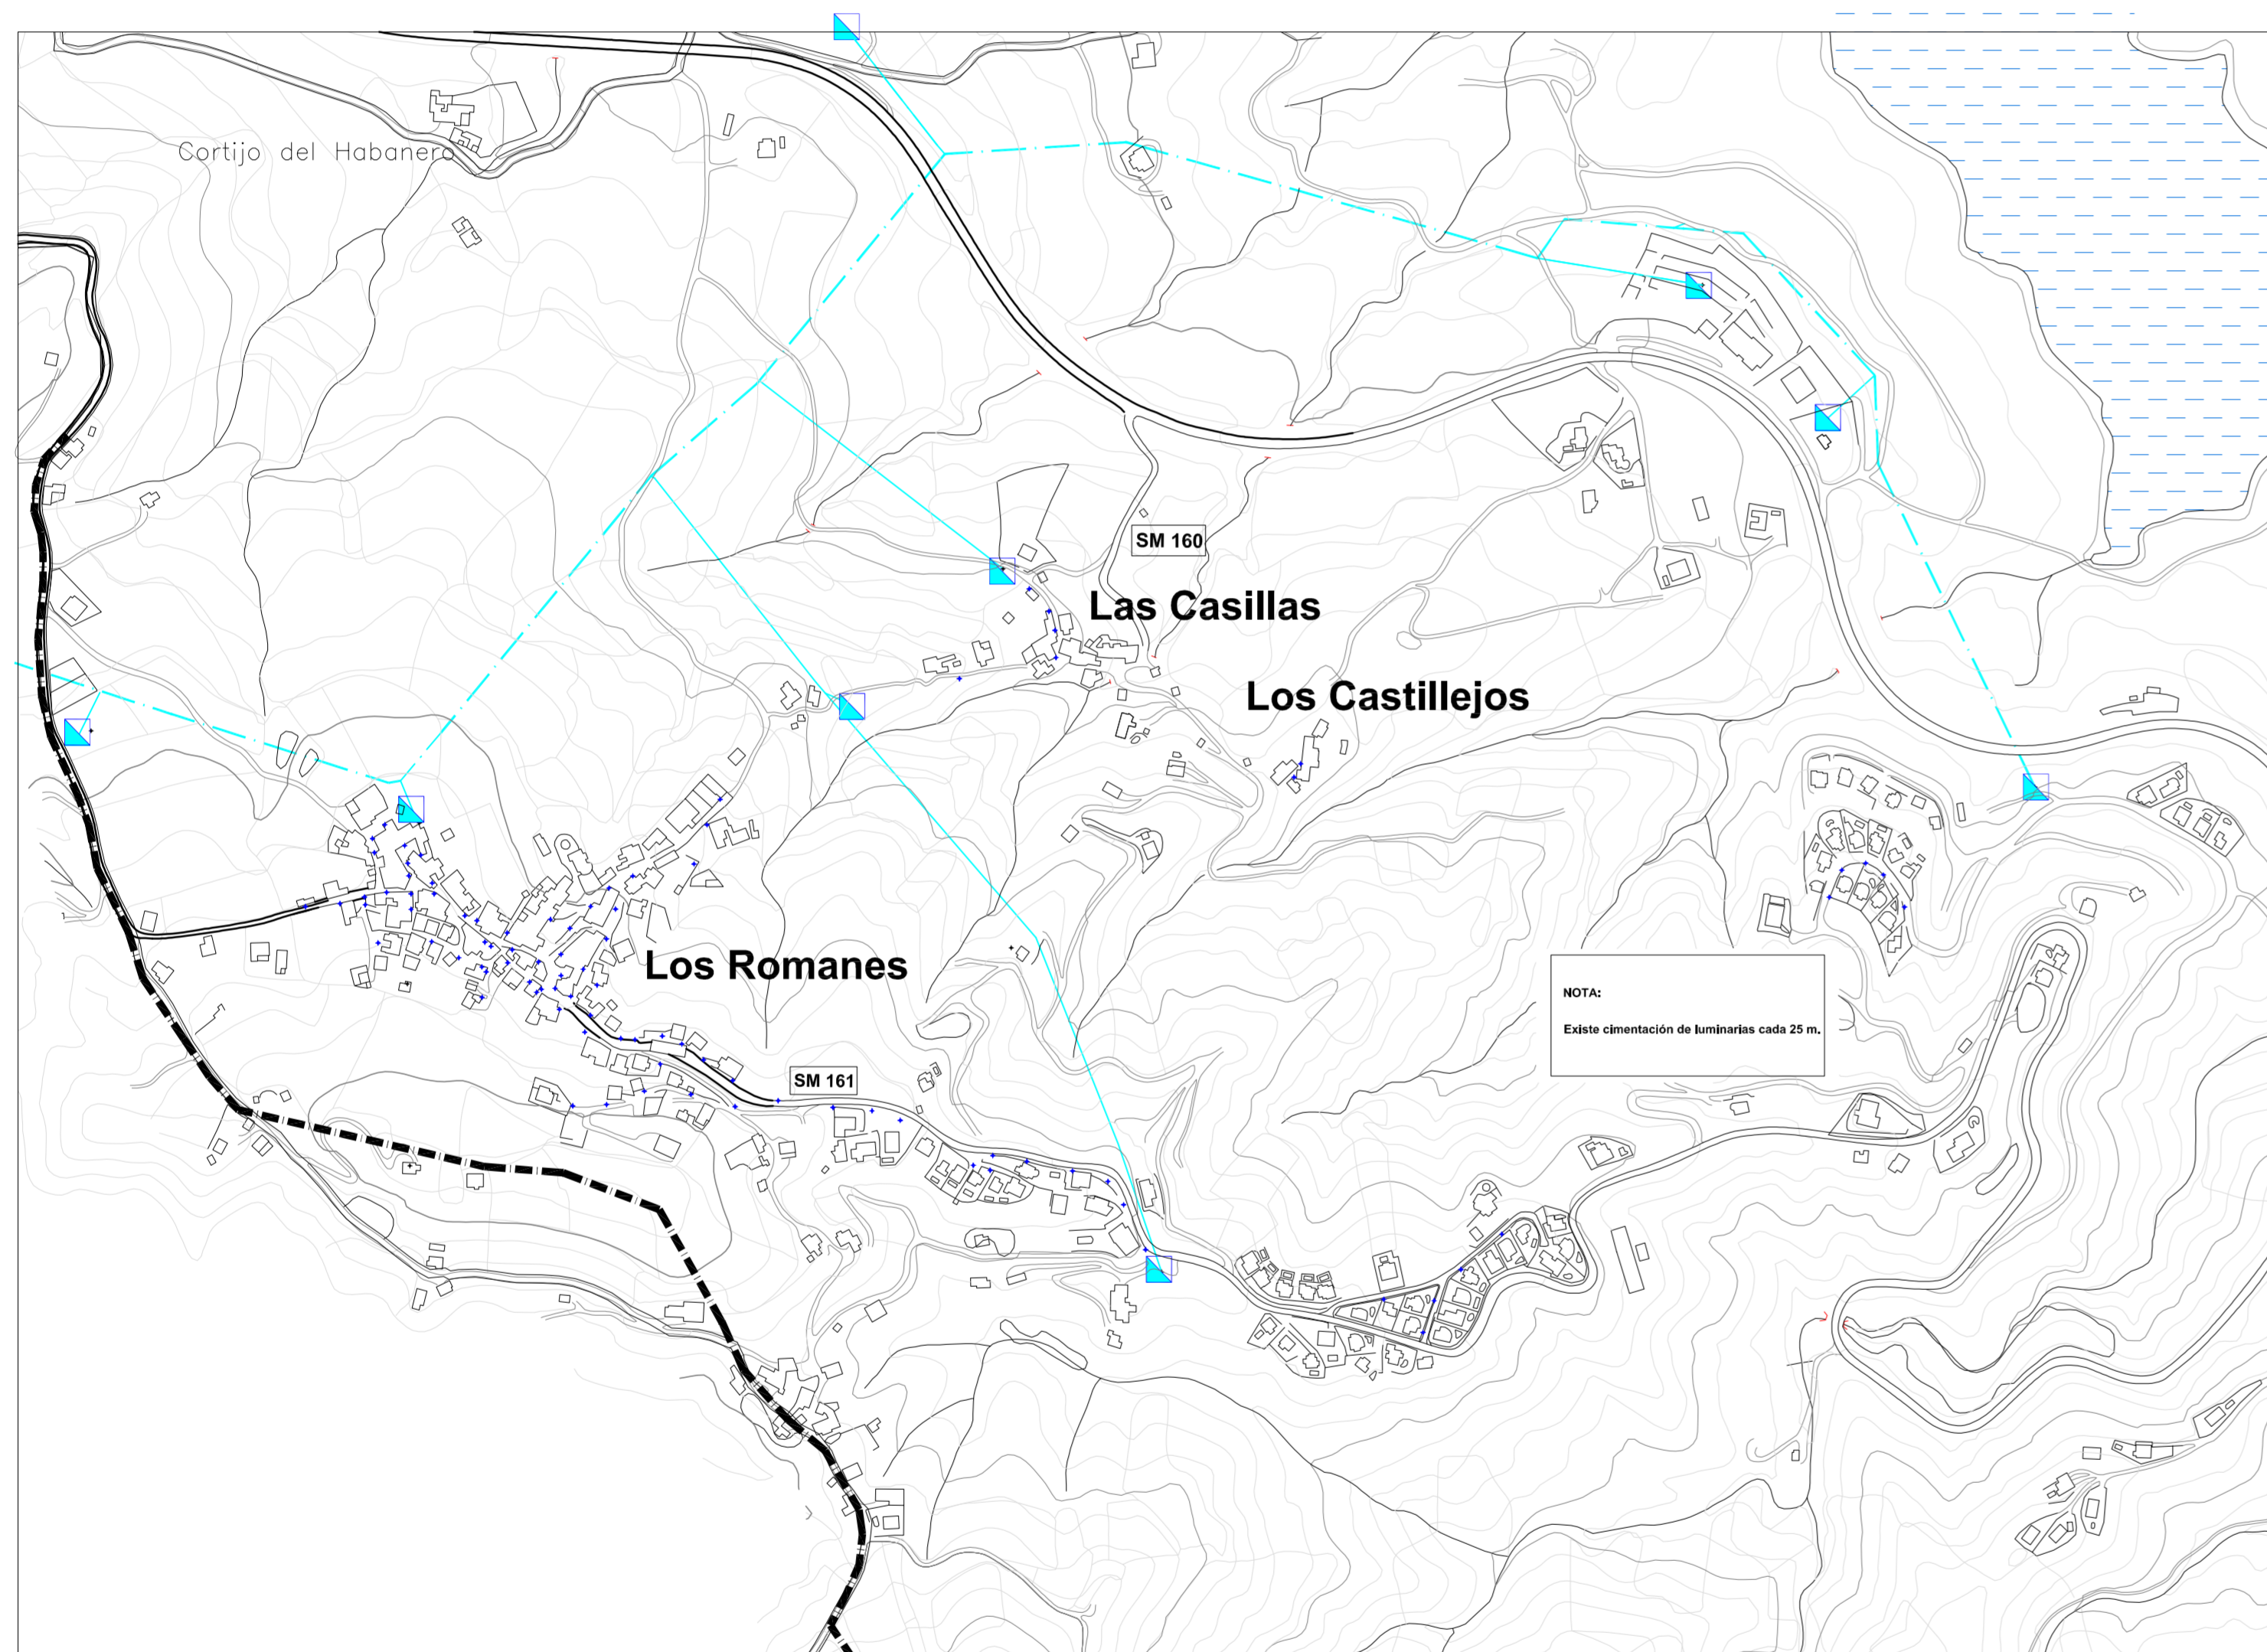 Cortijo del Habanero
SM 160
Las Casillas
Los Castillejos
Los Romanes
NOTA:
Existe cimentación de luminarias cada 25 m.
SM 161